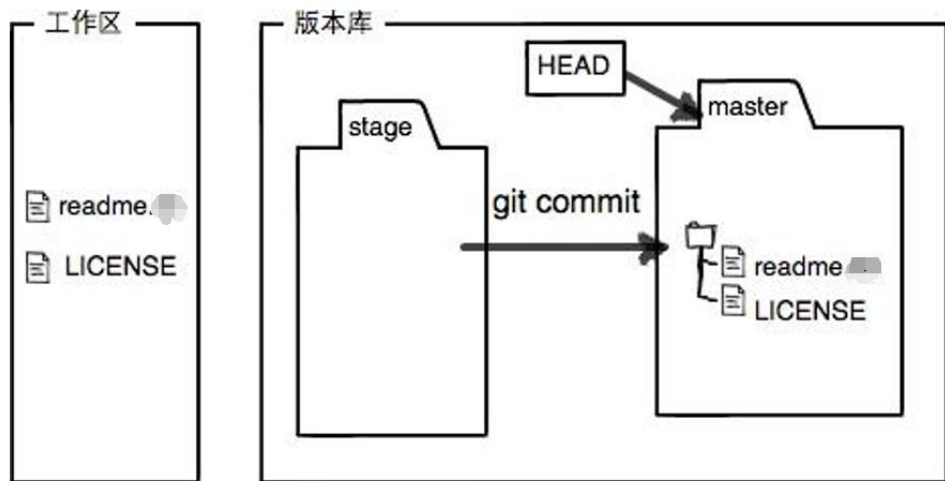 工作区
版本库
HEAD
stage
master
git commit
readme.
LICENSE
readme
LICENSE